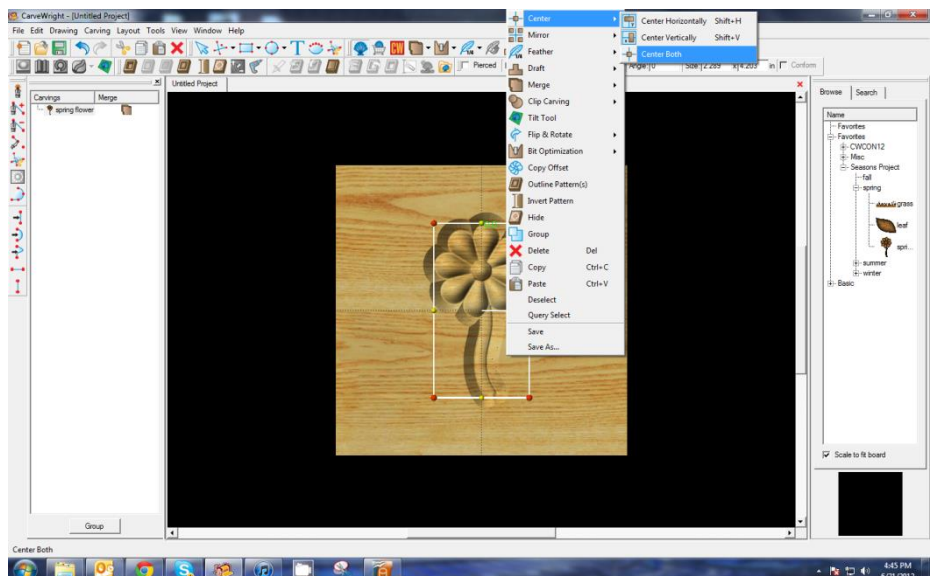 CarveWright - [Untitled Project]
File Edit Drawing Carving Layout Tools View Window Help
Pierced
Angle: 0
Size: 2.289 x 4.203 in
Conform
Carvings Merge
spring flower
Group
Untitled Project
Center
Mirror
Feather
Draft
Merge
Clip Carving
Tilt Tool
Flip & Rotate
Bit Optimization
Copy Offset
Outline Pattern(s)
Invert Pattern
Hide
Group
Delete Del
Copy Ctrl+C
Paste Ctrl+V
Deselect
Query Select
Save
Save As...
Center Horizontally Shift+H
Center Vertically Shift+V
Center Both
Browse Search
Name
Favorites
Favorites
CWCON12
Misc
Seasons Project
fall
spring
grass
leaf
spri...
summer
winter
Basic
Scale to fit board
Center Both
4:45 PM